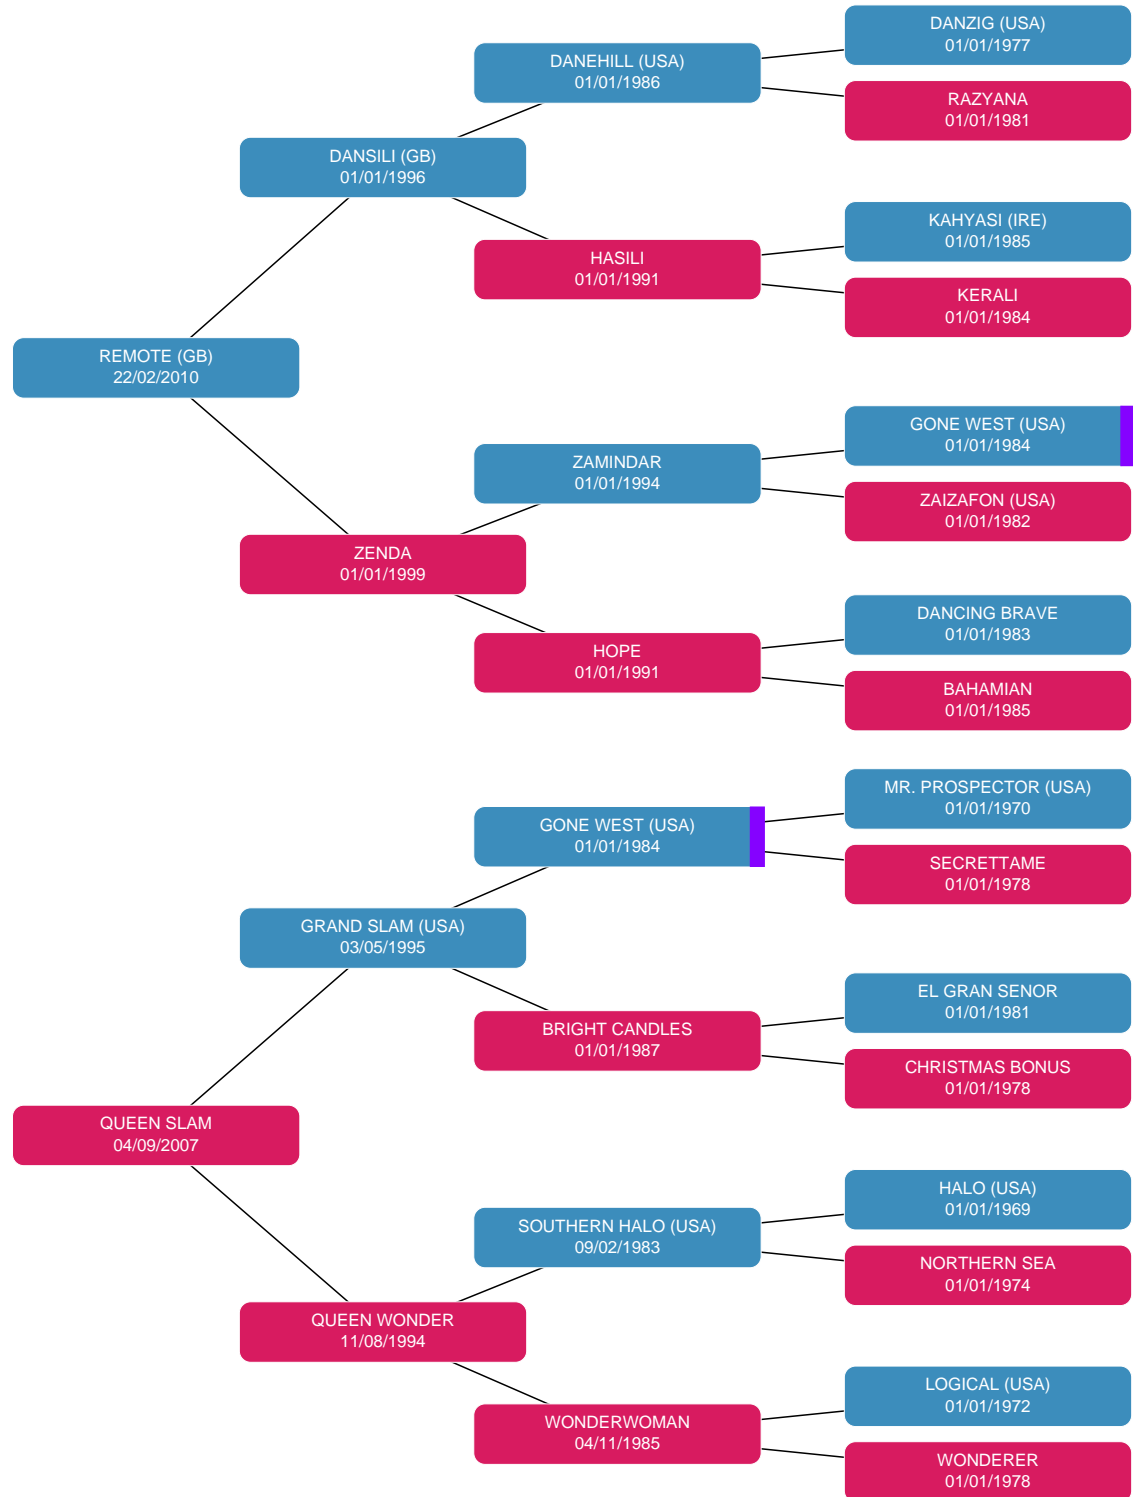 DANZIG (USA)
01/01/1977
DANEHILL (USA)
01/01/1986
RAZYANA
01/01/1981
DANSILI (GB)
01/01/1996
KAHYASI (IRE)
01/01/1985
HASILI
01/01/1991
KERALI
01/01/1984
REMOTE (GB)
22/02/2010
GONE WEST (USA)
01/01/1984
ZAMINDAR
01/01/1994
ZAIZAFON (USA)
01/01/1982
ZENDA
01/01/1999
DANCING BRAVE
01/01/1983
HOPE
01/01/1991
BAHAMIAN
01/01/1985
MR. PROSPECTOR (USA)
01/01/1970
GONE WEST (USA)
01/01/1984
SECRETTAME
01/01/1978
GRAND SLAM (USA)
03/05/1995
EL GRAN SENOR
01/01/1981
BRIGHT CANDLES
01/01/1987
CHRISTMAS BONUS
01/01/1978
QUEEN SLAM
04/09/2007
HALO (USA)
01/01/1969
SOUTHERN HALO (USA)
09/02/1983
NORTHERN SEA
01/01/1974
QUEEN WONDER
11/08/1994
LOGICAL (USA)
01/01/1972
WONDERWOMAN
04/11/1985
WONDERER
01/01/1978